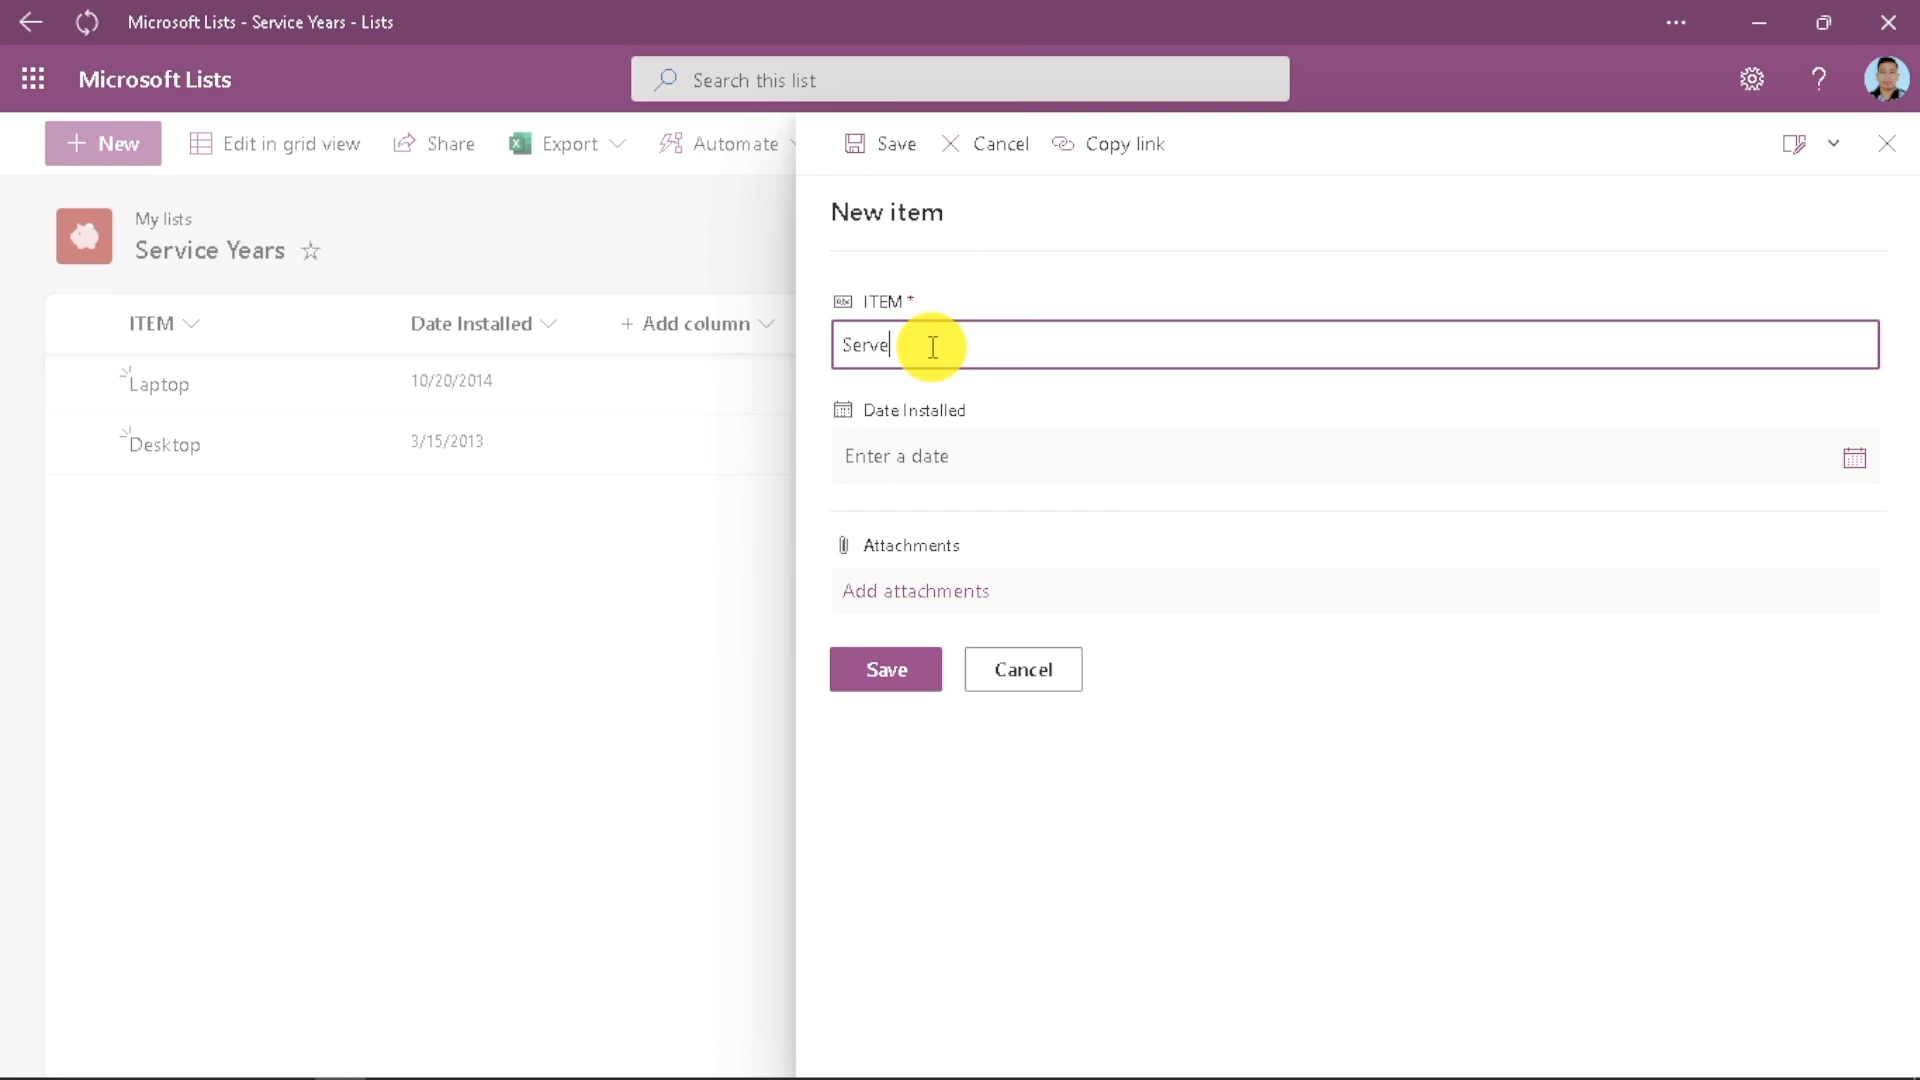 Microsoft Lists - Service Years - Lists
Microsoft Lists
Search this list
New
Edit in grid view
Share
Export
Automate
Save
Cancel
Copy link
My lists
Service Years
ITEM
Date Installed
Add column
Laptop
10/20/2014
Desktop
3/15/2013
New item
ITEM *
Serve
Date Installed
Enter a date
Attachments
Add attachments
Save
Cancel